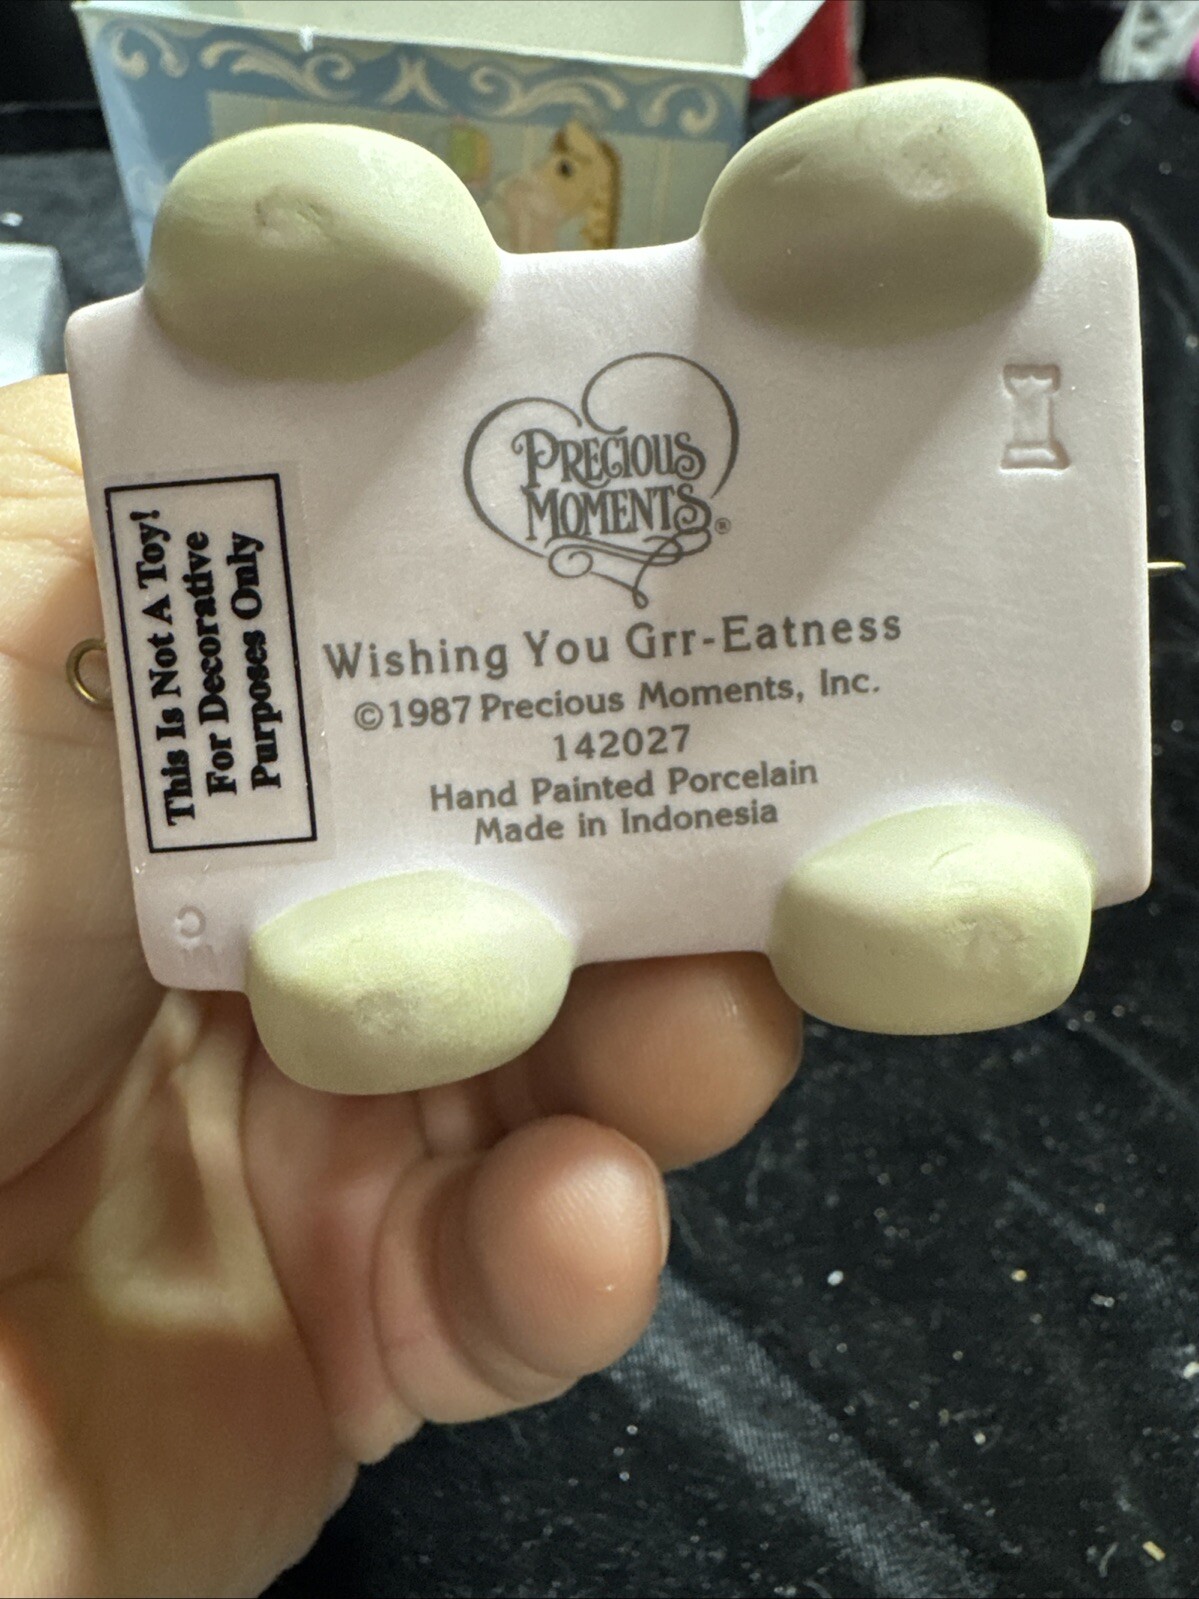 PRECIOUS
MOMENTS®
Wishing You Grr-Eatness
©1987 Precious Moments, Inc.
142027
Hand Painted Porcelain
Made in Indonesia
This Is Not A Toy!
For Decorative
Purposes Only